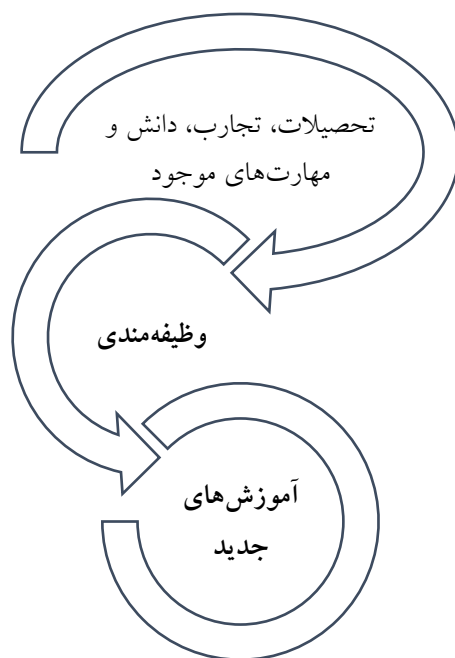 تحصیلات، تجارب، دانش و
مهارت‌های موجود
وظیفه‌مندی
آموزش‌های
جدید